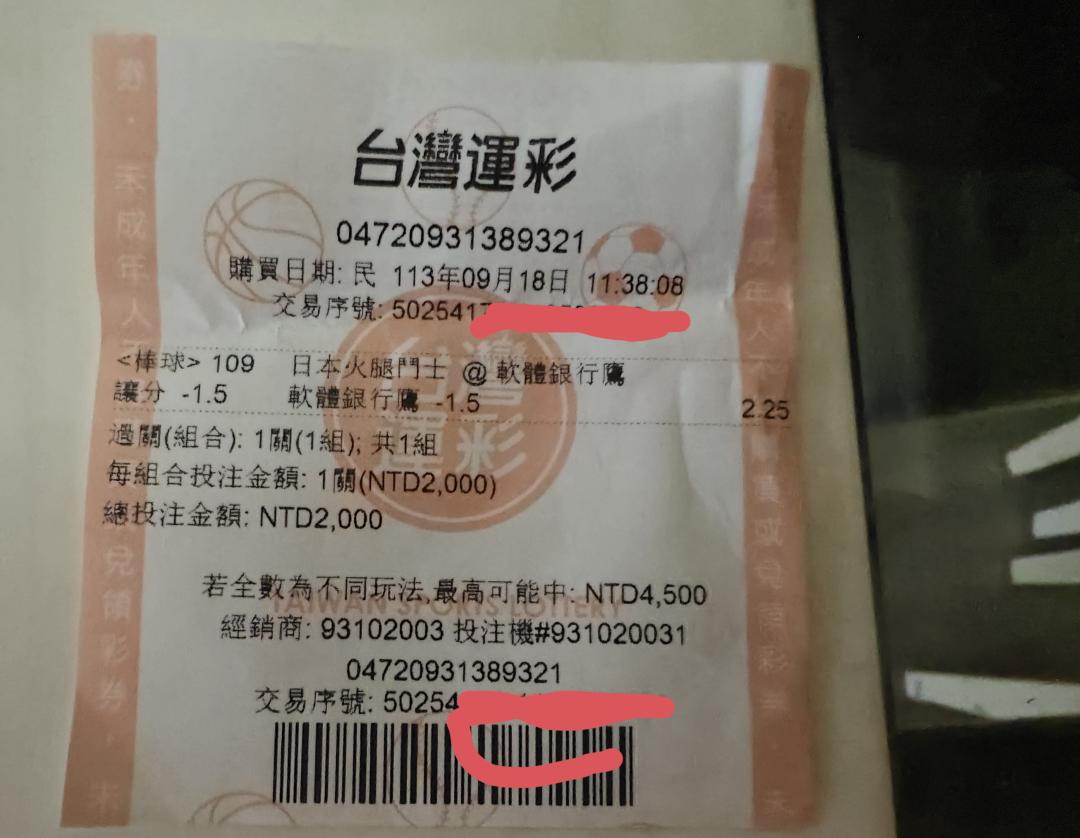 台灣運彩
04720931389321
購買日期: 民 113年09月18日 11:38:08
交易序號: 5025417
<棒球> 109 日本火腿鬥士 @ 軟體銀行鷹
讓分 -1.5 軟體銀行鷹 -1.5 2.25
過關(組合): 1關(1組); 共1組
每組合投注金額: 1關(NTD2,000)
總投注金額: NTD2,000
若全數為不同玩法,最高可能中: NTD4,500
TAIWAN SPORTS LOTTERY
經銷商: 93102003 投注機#931020031
04720931389321
交易序號: 50254